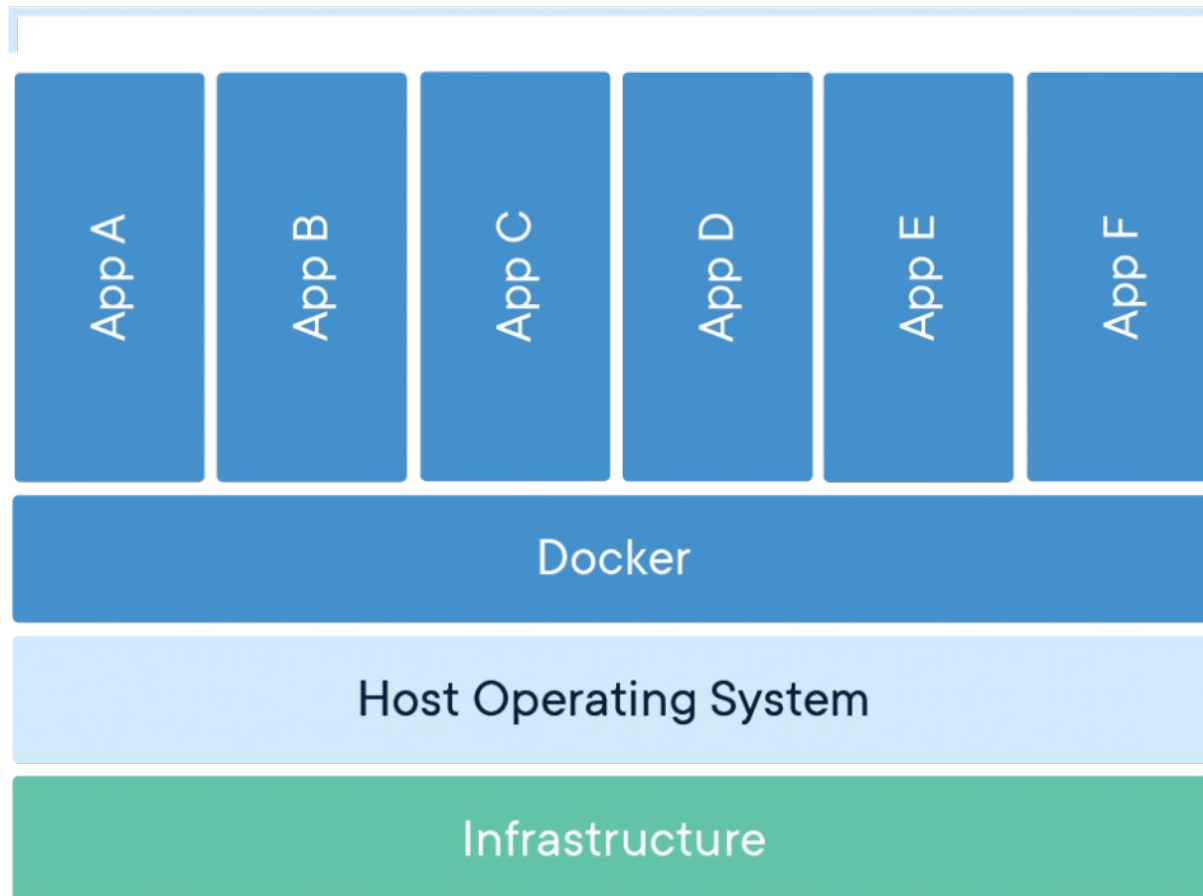 App A
App B
App C
App D
App E
App F
Docker
Host Operating System
Infrastructure